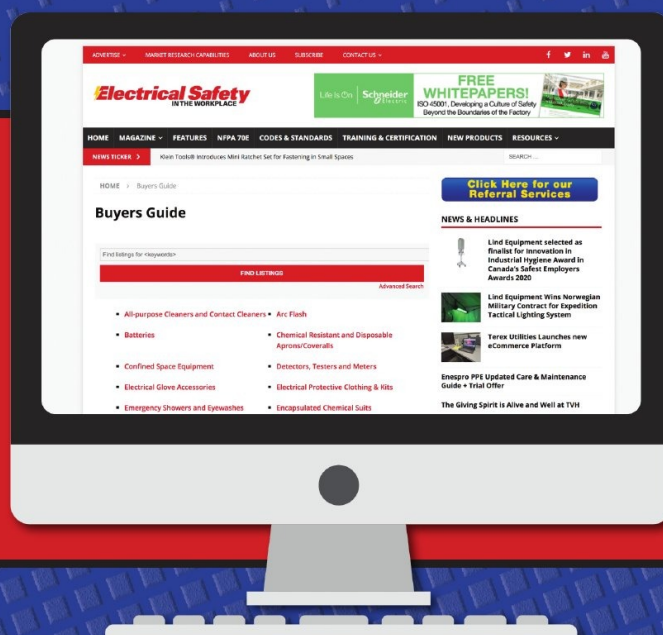 ADVERTISE MARKET RESEARCH CAPABILITIES ABOUT US SUBSCRIBE CONTACT US
Electrical Safety
IN THE WORKPLACE
Life Is On Schneider Electric
FREE
WHITEPAPERS!
ISO 45001, Developing a Culture of Safety
Beyond the Boundaries of the Factory
HOME MAGAZINE FEATURES NFPA 70E CODES & STANDARDS TRAINING & CERTIFICATION NEW PRODUCTS RESOURCES
NEWS TICKER Klein Tools® Introduces Mini Ratchet Set for Fastening in Small Spaces SEARCH ...
HOME > Buyers Guide
Buyers Guide
Find listings for <keywords>
FIND LISTINGS
Advanced Search
All-purpose Cleaners and Contact Cleaners
Arc Flash
Batteries
Chemical Resistant and Disposable
Aprons/Coveralls
Confined Space Equipment
Detectors, Testers and Meters
Electrical Glove Accessories
Electrical Protective Clothing & Kits
Emergency Showers and Eyewashes
Encapsulated Chemical Suits
Click Here for our
Referral Services
NEWS & HEADLINES
Lind Equipment selected as
finalist for Innovation in
Industrial Hygiene Award in
Canada's Safest Employers
Awards 2020
Lind Equipment Wins Norwegian
Military Contract for Expedition
Tactical Lighting System
Terex Utilities Launches new
eCommerce Platform
Enespro PPE Updated Care & Maintenance
Guide + Trial Offer
The Giving Spirit is Alive and Well at TVH